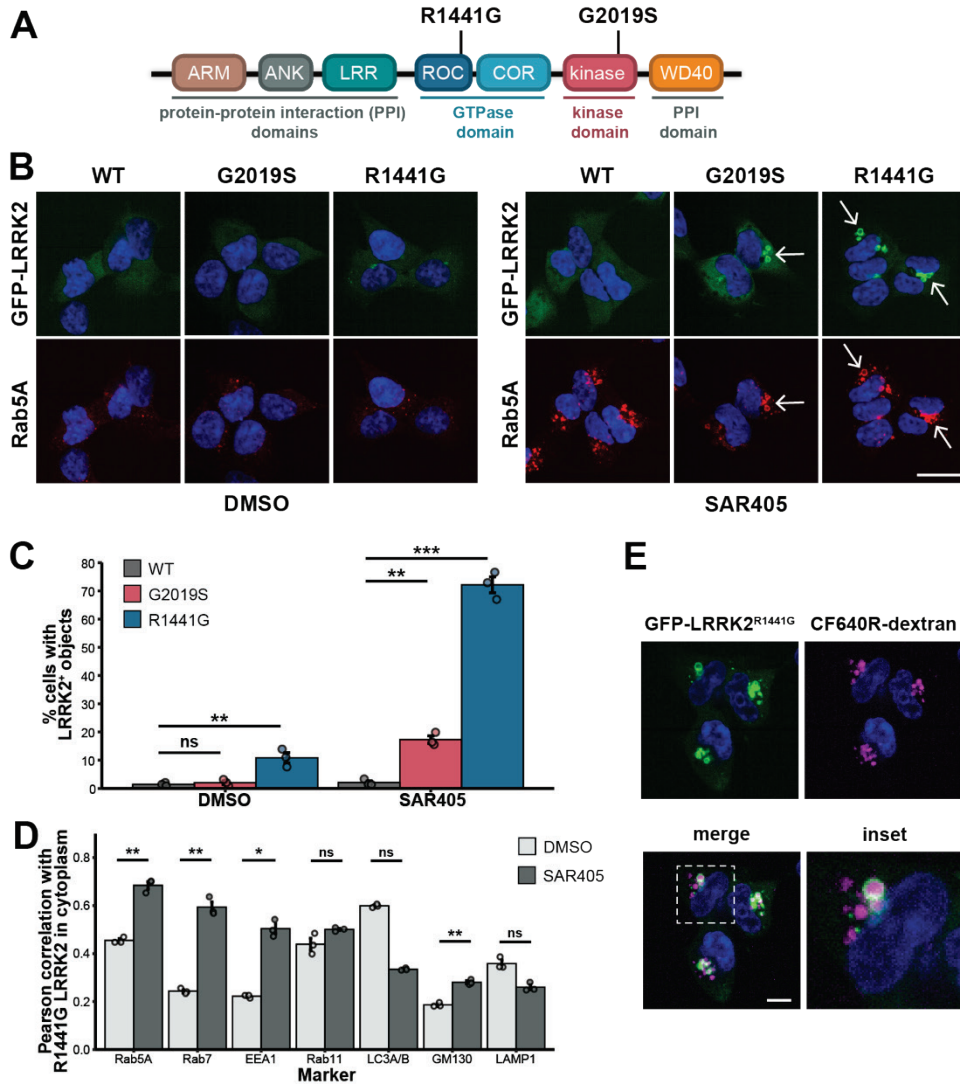 A
R1441G
G2019S
ARM
ANK
LRR
ROC
COR
kinase
WD40
protein-protein interaction (PPI)
domains
GTPase
domain
kinase
domain
PPI
domain
B
WT
G2019S
R1441G
WT
G2019S
R1441G
GFP-LRRK2
Rab5A
GFP-LRRK2
Rab5A
DMSO
SAR405
C
% cells with
LRRK2⁺ objects
80
70
60
50
40
30
20
10
0
WT
G2019S
R1441G
ns
**
**
***
DMSO
SAR405
D
Pearson correlation with
R1441G LRRK2 in cytoplasm
0.8
0.6
0.4
0.2
**
**
*
ns
ns
**
ns
DMSO
SAR405
Rab5A
Rab7
EEA1
Rab11
LC3A/B
GM130
LAMP1
Marker
E
GFP-LRRK2ᴿ¹⁴⁴¹ᴳ
CF640R-dextran
merge
inset